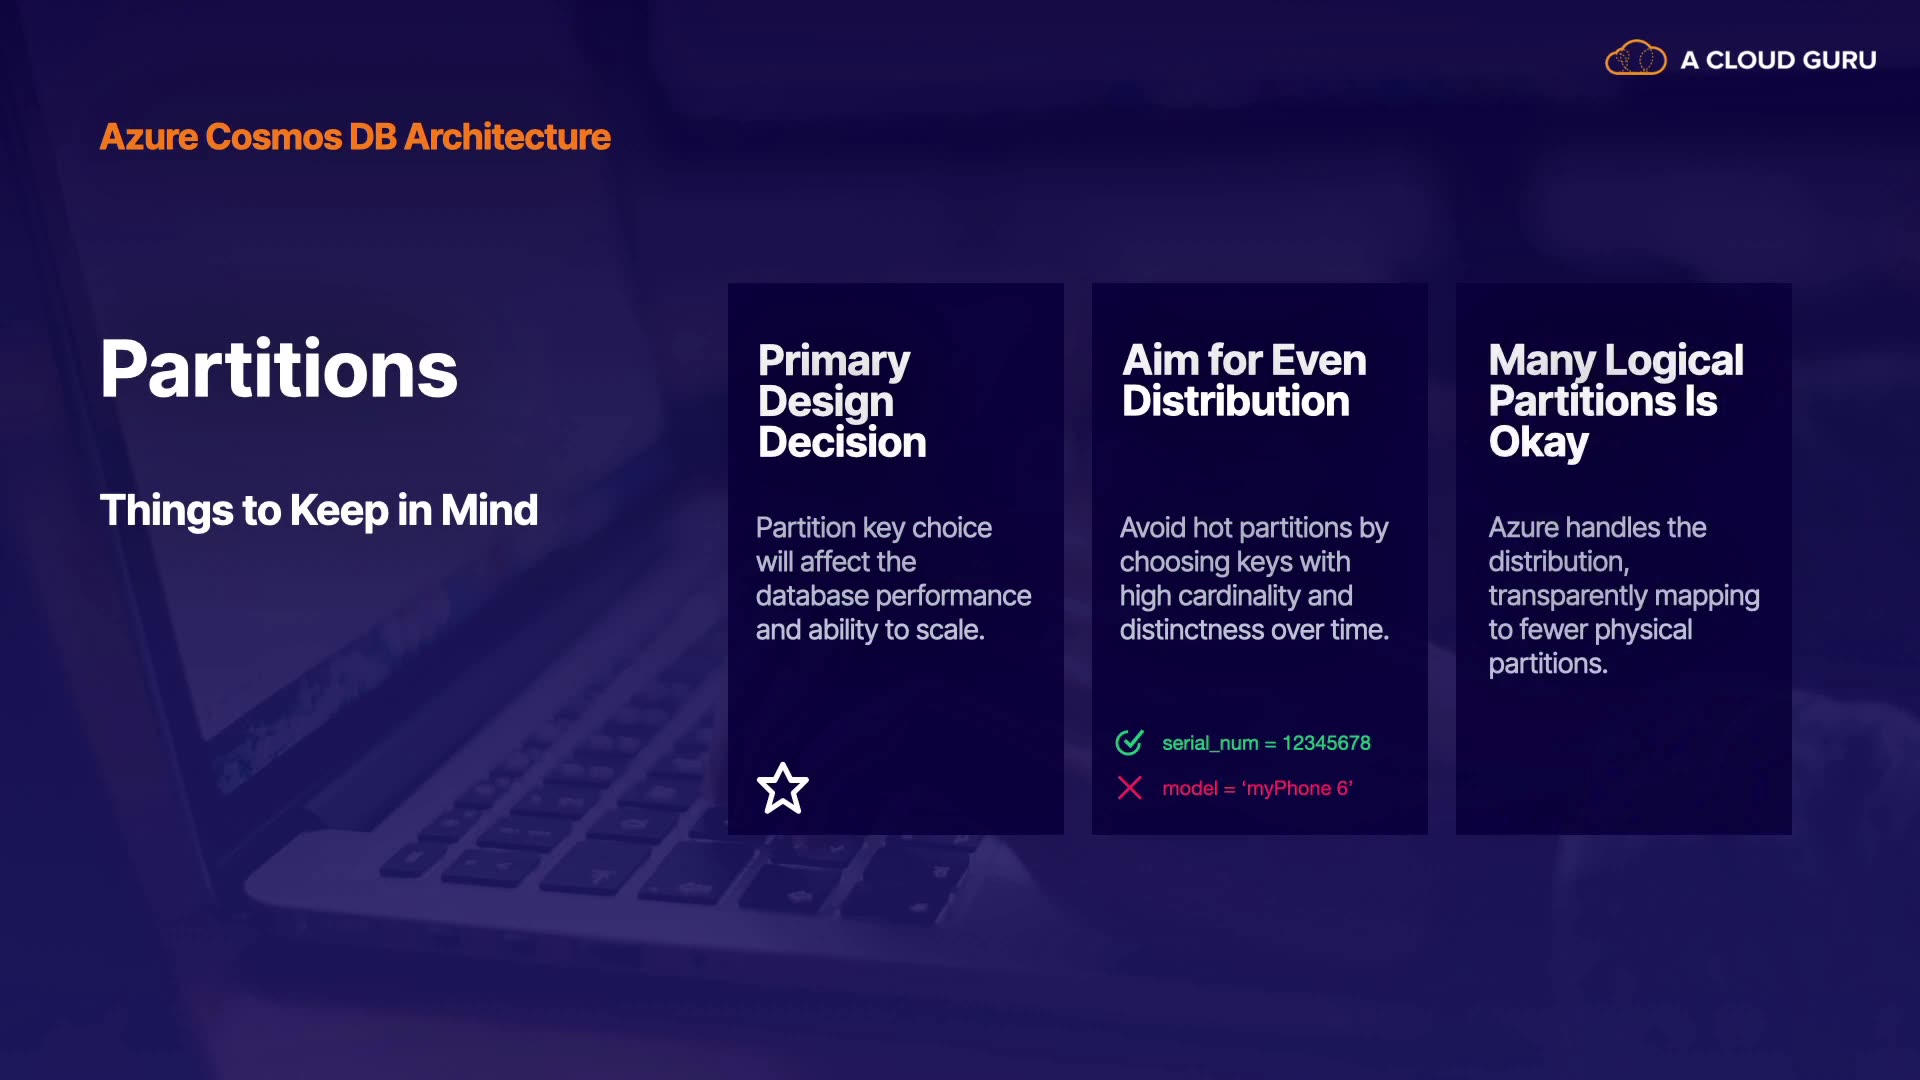 A CLOUD GURU
Azure Cosmos DB Architecture
Partitions
Things to Keep in Mind
Primary
Design
Decision
Partition key choice
will affect the
database performance
and ability to scale.
Aim for Even
Distribution
Avoid hot partitions by
choosing keys with
high cardinality and
distinctness over time.
serial_num = 12345678
model = ‘myPhone 6’
Many Logical
Partitions Is
Okay
Azure handles the
distribution,
transparently mapping
to fewer physical
partitions.